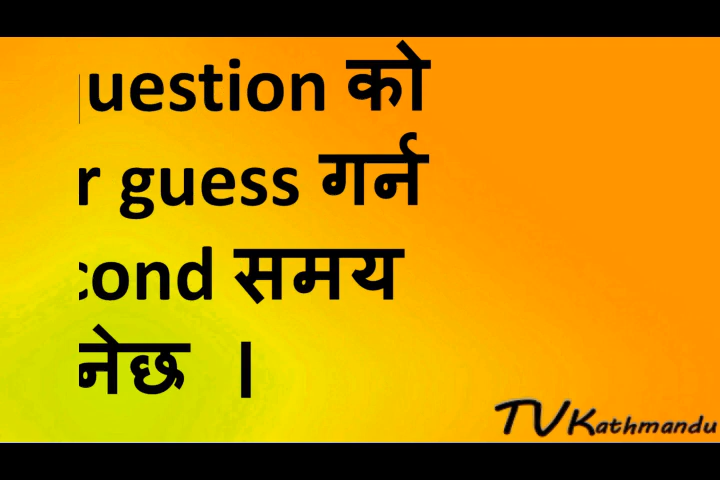 uestion को
r guess गर्न
cond समय
नेछ ।
TVKathmandu